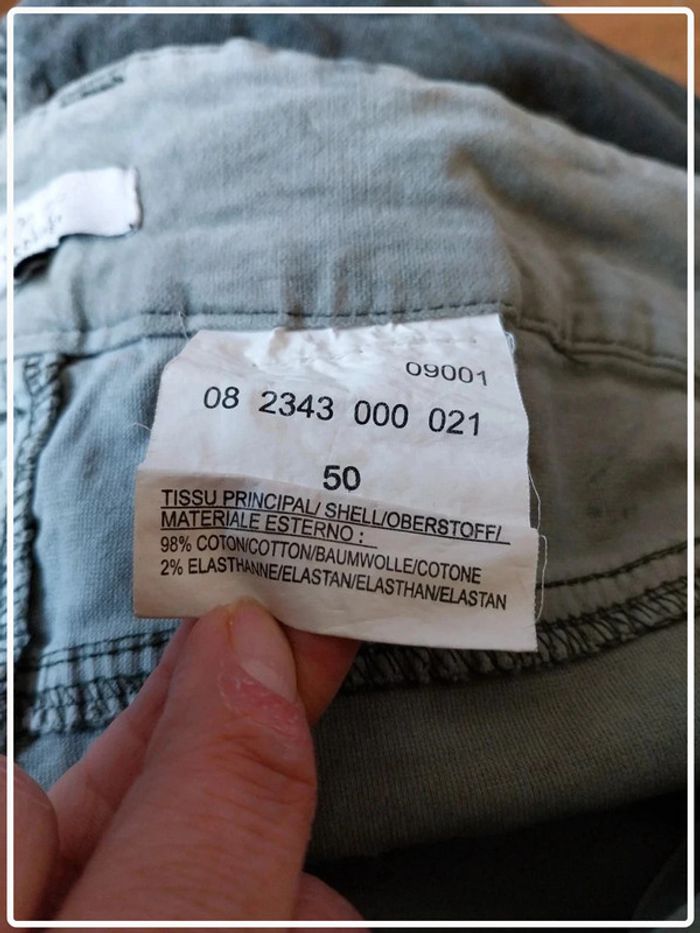 09001
08 2343 000 021
50
TISSU PRINCIPAL/ SHELL/OBERSTOFF/
MATERIALE ESTERNO :
98% COTON/COTTON/BAUMWOLLE/COTONE
2% ELASTHANNE/ELASTAN/ELASTHAN/ELASTAN